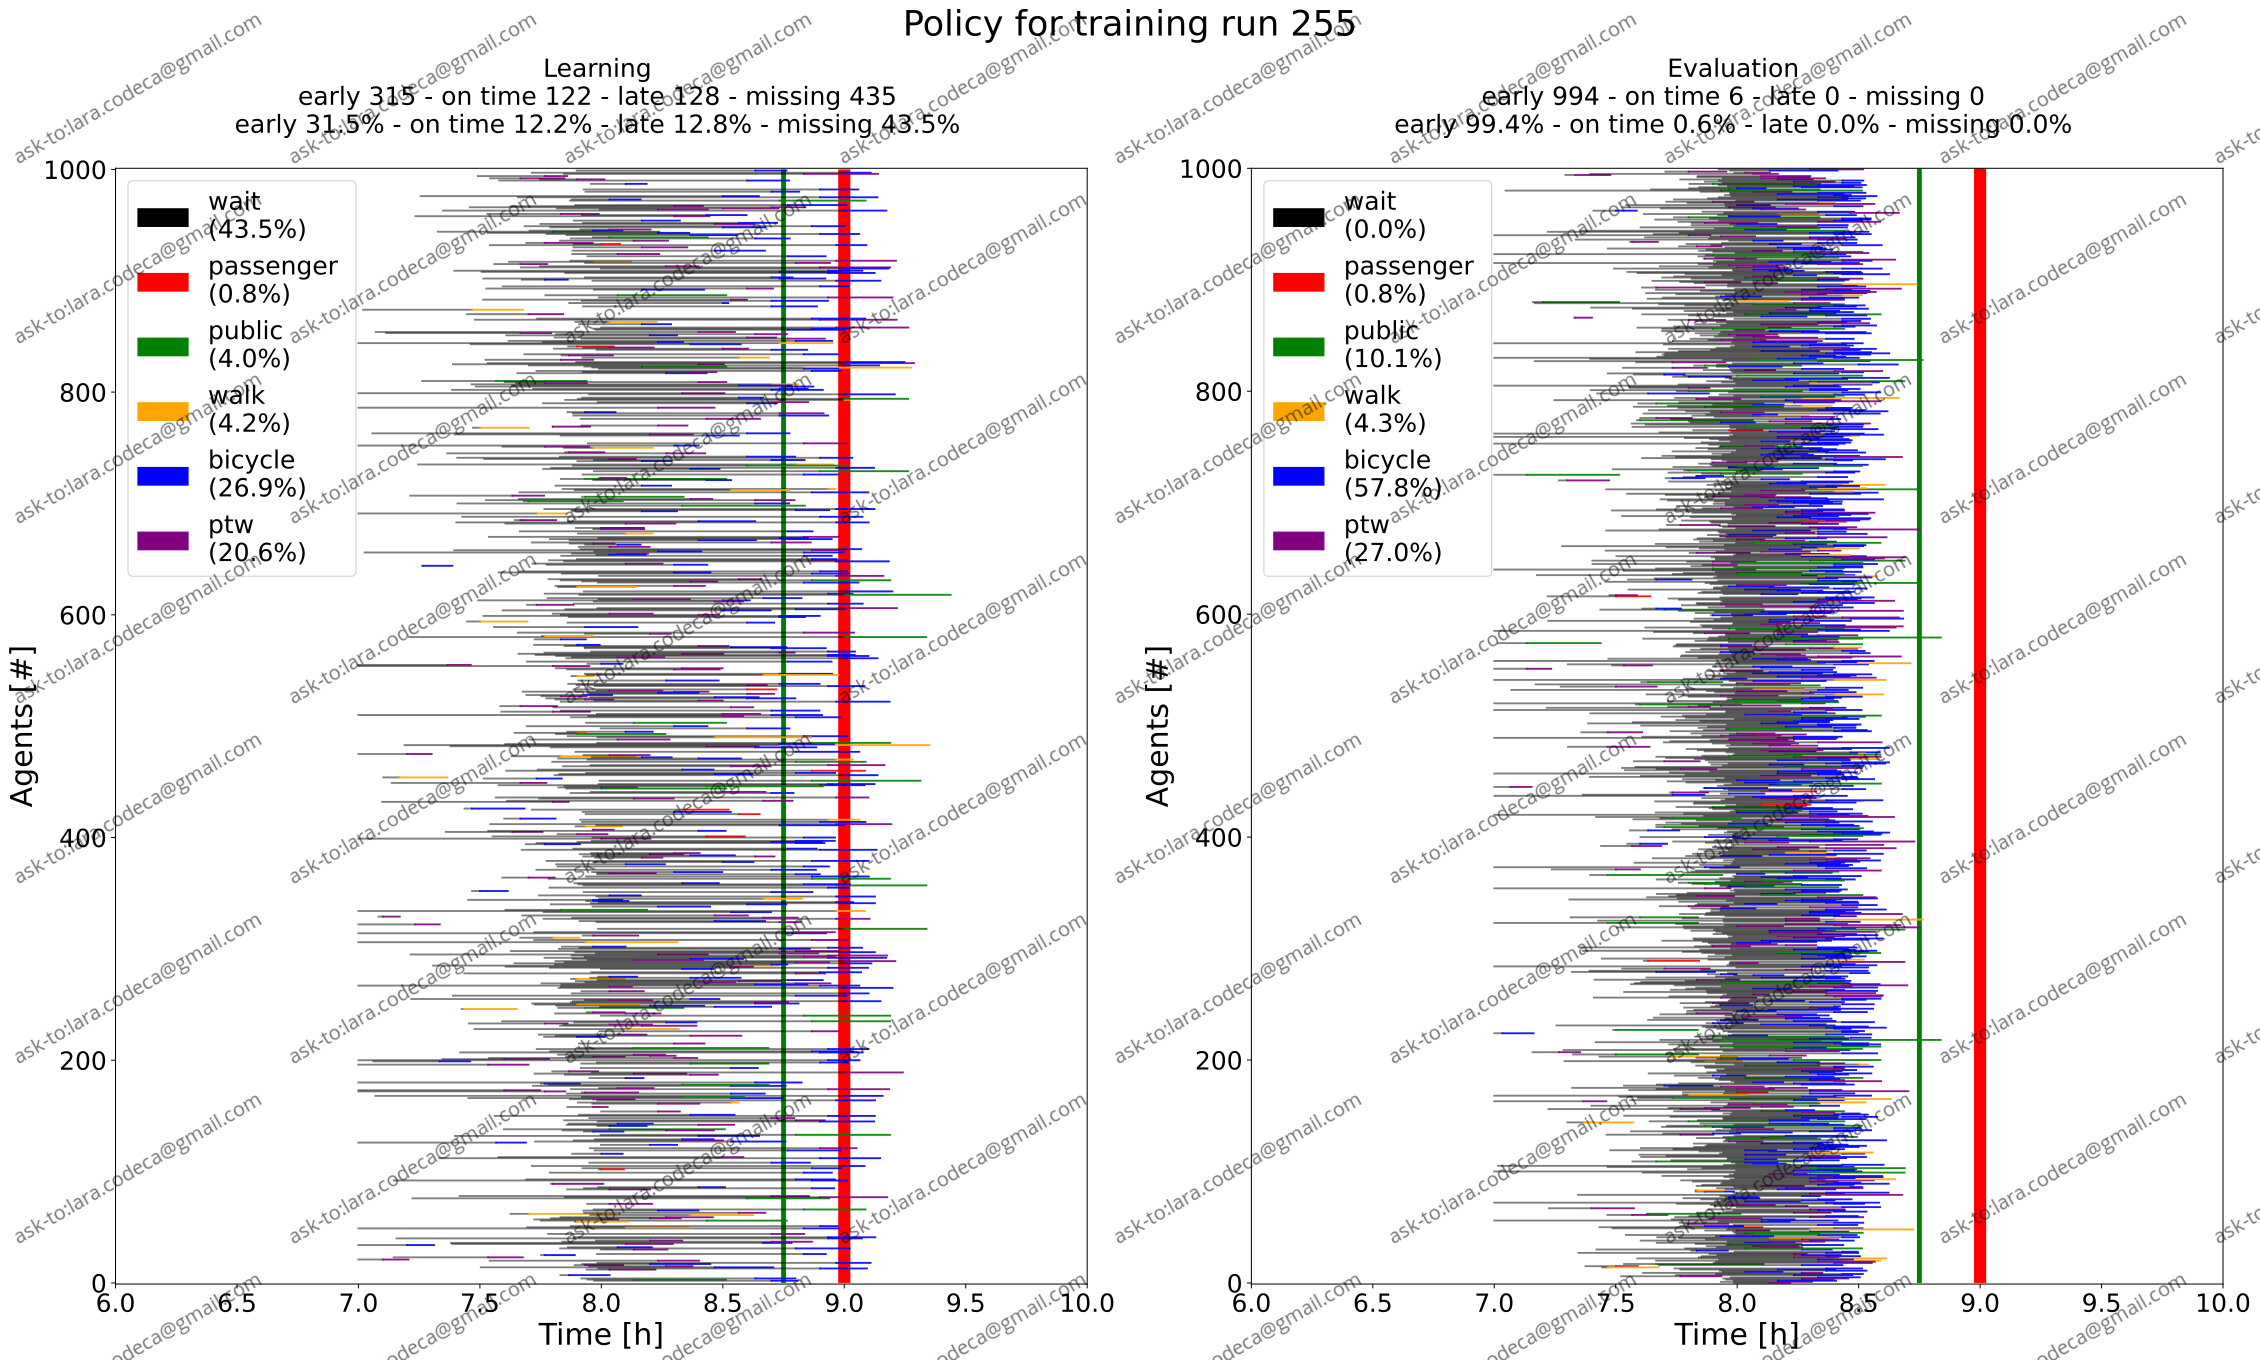 Policy for training run 255
Learning
early 315 - on time 122 - late 128 - missing 435
early 31.5% - on time 12.2% - late 12.8% - missing 43.5%
Evaluation
early 994 - on time 6 - late 0 - missing 0
early 99.4% - on time 0.6% - late 0.0% - missing 0.0%
wait
(43.5%)
passenger
(0.8%)
public
(4.0%)
walk
(4.2%)
bicycle
(26.9%)
ptw
(20.6%)
1000
800
600
400
200
0
Agents [#]
6.0 6.5 7.0 7.5 8.0 8.5 9.0 9.5 10.0
Time [h]
wait
(0.0%)
passenger
(0.8%)
public
(10.1%)
walk
(4.3%)
bicycle
(57.8%)
ptw
(27.0%)
1000
800
600
400
200
0
Agents [#]
6.0 6.5 7.0 7.5 8.0 8.5 9.0 9.5 10.0
Time [h]
ask-to:lara.codeca@gmail.com